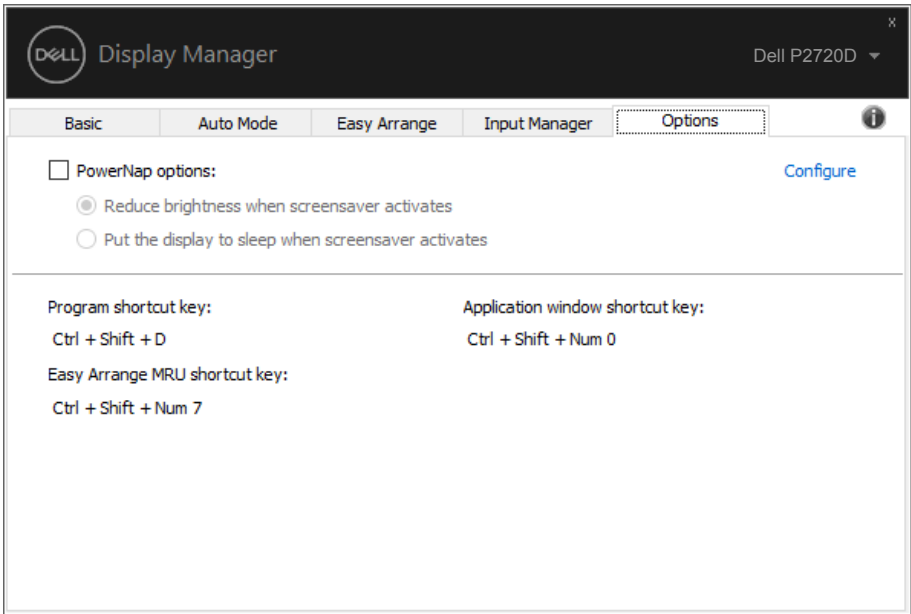 x
DELL Display Manager
Dell P2720D
Basic Auto Mode Easy Arrange Input Manager Options
PowerNap options: Configure
Reduce brightness when screensaver activates
Put the display to sleep when screensaver activates
Program shortcut key: Application window shortcut key:
Ctrl + Shift + D Ctrl + Shift + Num 0
Easy Arrange MRU shortcut key:
Ctrl + Shift + Num 7